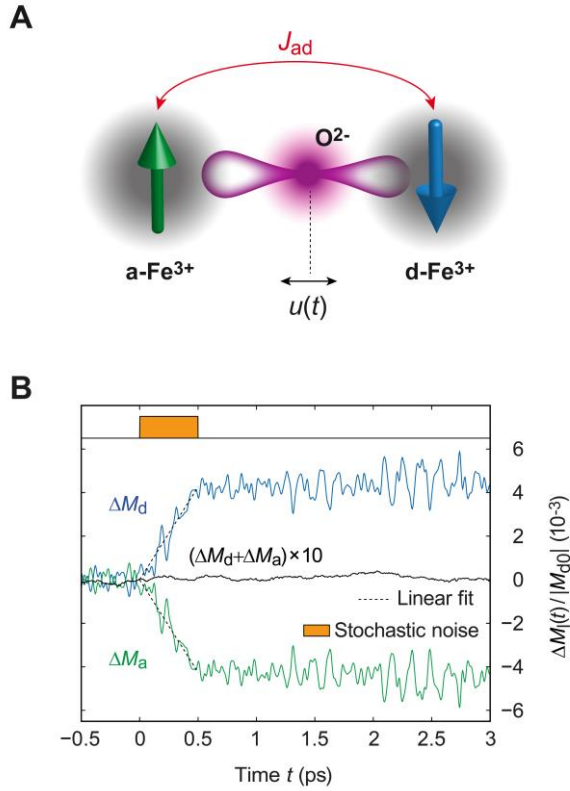 A
J_ad
O²⁻
a-Fe³⁺
d-Fe³⁺
u(t)
B
ΔM_d
(ΔM_d+ΔM_a)×10
Linear fit
Stochastic noise
ΔM_a
6
4
2
0
−2
−4
−6
ΔM_l(t)/|M_d0| (10⁻³)
−0.5 0 0.5 1 1.5 2 2.5 3
Time t (ps)